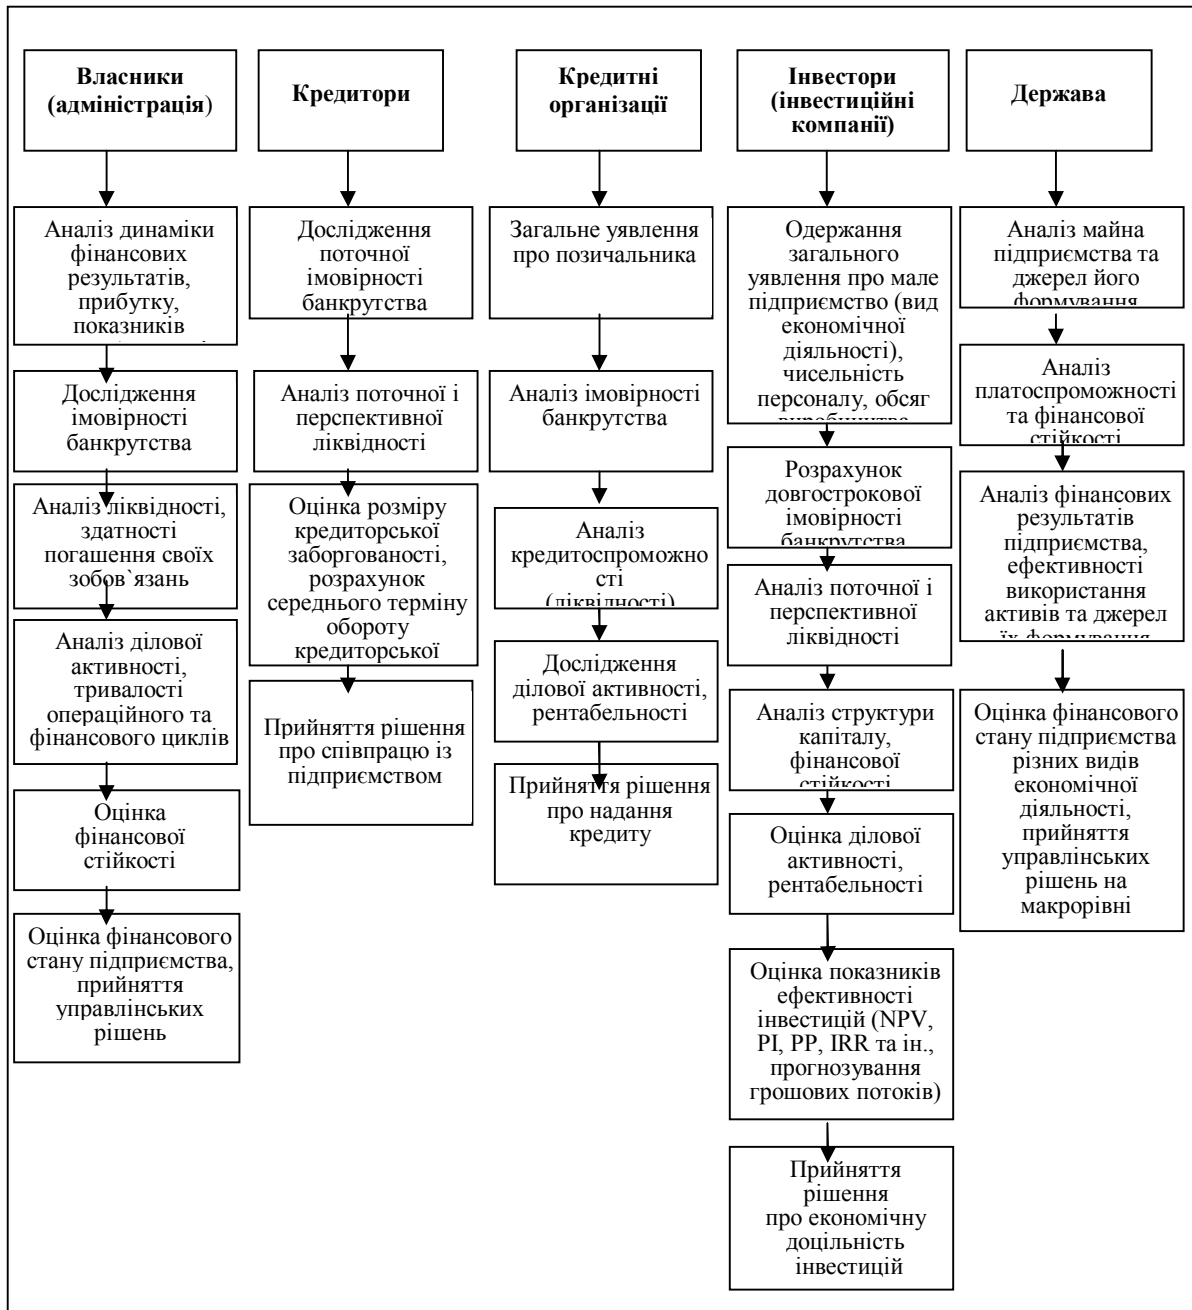 Власники
(адміністрація)
Аналіз динаміки
фінансових
результатів,
прибутку,
показників
Дослідження
імовірності
банкрутства
Аналіз ліквідності,
здатності
погашення своїх
зобов`язань
Аналіз ділової
активності,
тривалості
операційного та
фінансового циклів
Оцінка
фінансової
стійкості
Оцінка фінансового
стану підприємства,
прийняття
управлінських
рішень
Кредитори
Дослідження
поточної
імовірності
банкрутства
Аналіз поточної і
перспективної
ліквідності
Оцінка розміру
кредиторської
заборгованості,
розрахунок
середнього терміну
обороту
кредиторської
Прийняття рішення
про співпрацю із
підприємством
Кредитні
організації
Загальне уявлення
про позичальника
Аналіз імовірності
банкрутства
Аналіз
кредитоспроможно
сті
(ліквідності)
Дослідження
ділової активності,
рентабельності
Прийняття рішення
про надання
кредиту
Інвестори
(інвестиційні
компанії)
Одержання
загального
уявлення про мале
підприємство (вид
економічної
діяльності),
чисельність
персоналу, обсяг
виробництва
Розрахунок
довгострокової
імовірності
банкрутства
Аналіз поточної і
перспективної
ліквідності
Аналіз структури
капіталу,
фінансової
стійкості
Оцінка ділової
активності,
рентабельності
Оцінка показників
ефективності
інвестицій (NPV,
PI, PP, IRR та ін.,
прогнозування
грошових потоків)
Прийняття
рішення
про економічну
доцільність
інвестицій
Держава
Аналіз майна
підприємства та
джерел його
формування
Аналіз
платоспроможності
та фінансової
стійкості
Аналіз фінансових
результатів
підприємства,
ефективності
використання
активів та джерел
їх формування
Оцінка фінансового
стану підприємства
різних видів
економічної
діяльності,
прийняття
управлінських
рішень на
макрорівні